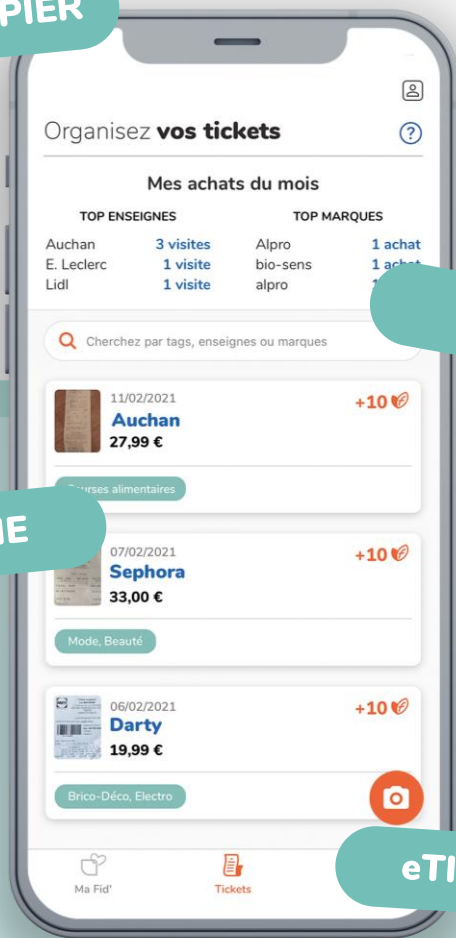 PIER
Organisez vos tickets
?
Mes achats du mois
TOP ENSEIGNES TOP MARQUES
Auchan 3 visites Alpro 1 achat
E. Leclerc 1 visite bio-sens 1 achat
Lidl 1 visite alpro
Cherchez par tags, enseignes ou marques
11/02/2021
+10
Auchan
27,99 €
Courses alimentaires
IE
07/02/2021
+10
Sephora
33,00 €
Mode, Beauté
06/02/2021
+10
Darty
19,99 €
Brico-Déco, Electro
eTI
Ma Fid' Tickets